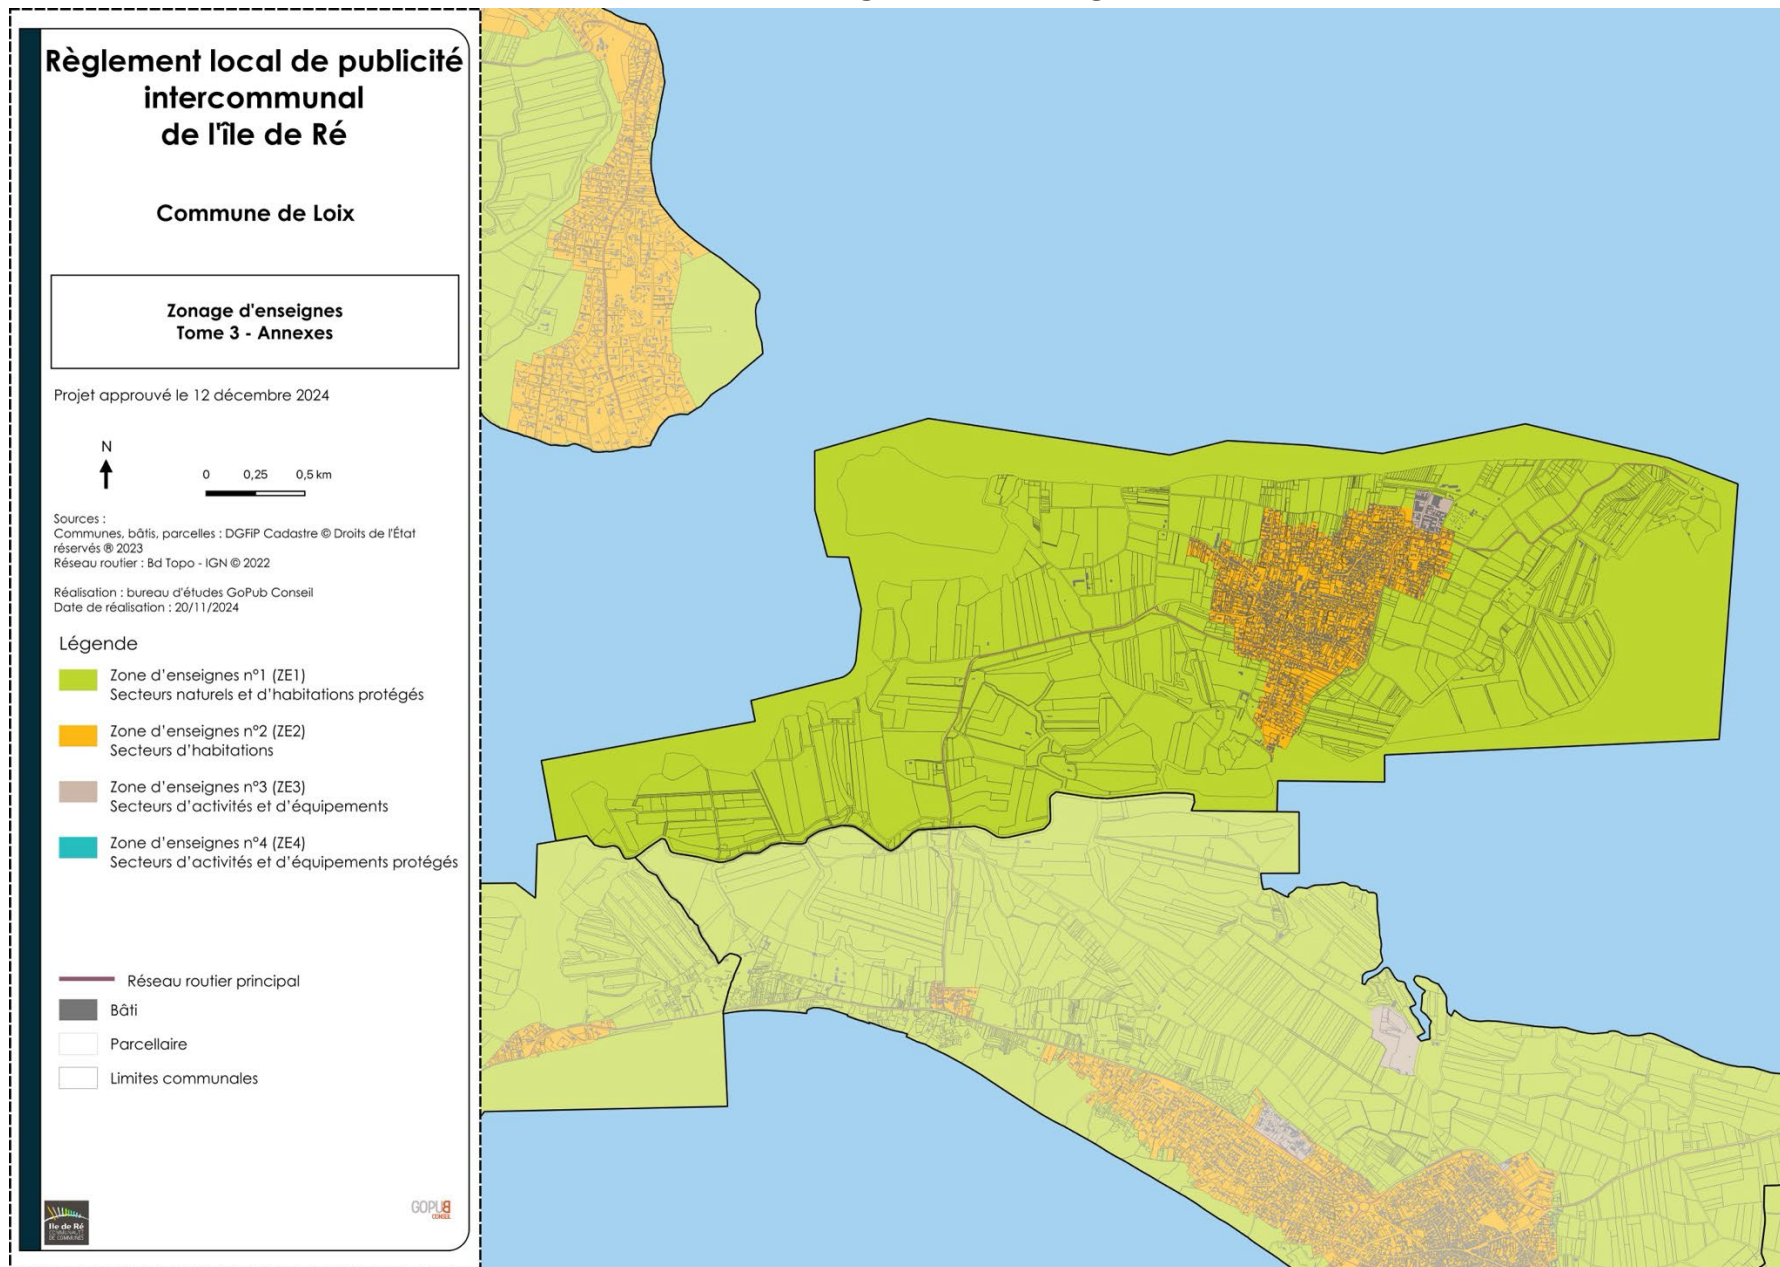 Règlement local de publicité
intercommunal
de l'île de Ré
Commune de Loix
Zonage d'enseignes
Tome 3 - Annexes
Projet approuvé le 12 décembre 2024
N
0 0,25 0,5 km
Sources :
Communes, bâtis, parcelles : DGFiP Cadastre © Droits de l'État
réservés ® 2023
Réseau routier : Bd Topo - IGN © 2022
Réalisation : bureau d'études GoPub Conseil
Date de réalisation : 20/11/2024
Légende
Zone d'enseignes n°1 (ZE1)
Secteurs naturels et d'habitations protégés
Zone d'enseignes n°2 (ZE2)
Secteurs d'habitations
Zone d'enseignes n°3 (ZE3)
Secteurs d'activités et d'équipements
Zone d'enseignes n°4 (ZE4)
Secteurs d'activités et d'équipements protégés
Réseau routier principal
Bâti
Parcellaire
Limites communales
Ile de Ré
COMMUNAUTÉ
DE COMMUNES
GOPUB
CONSEIL